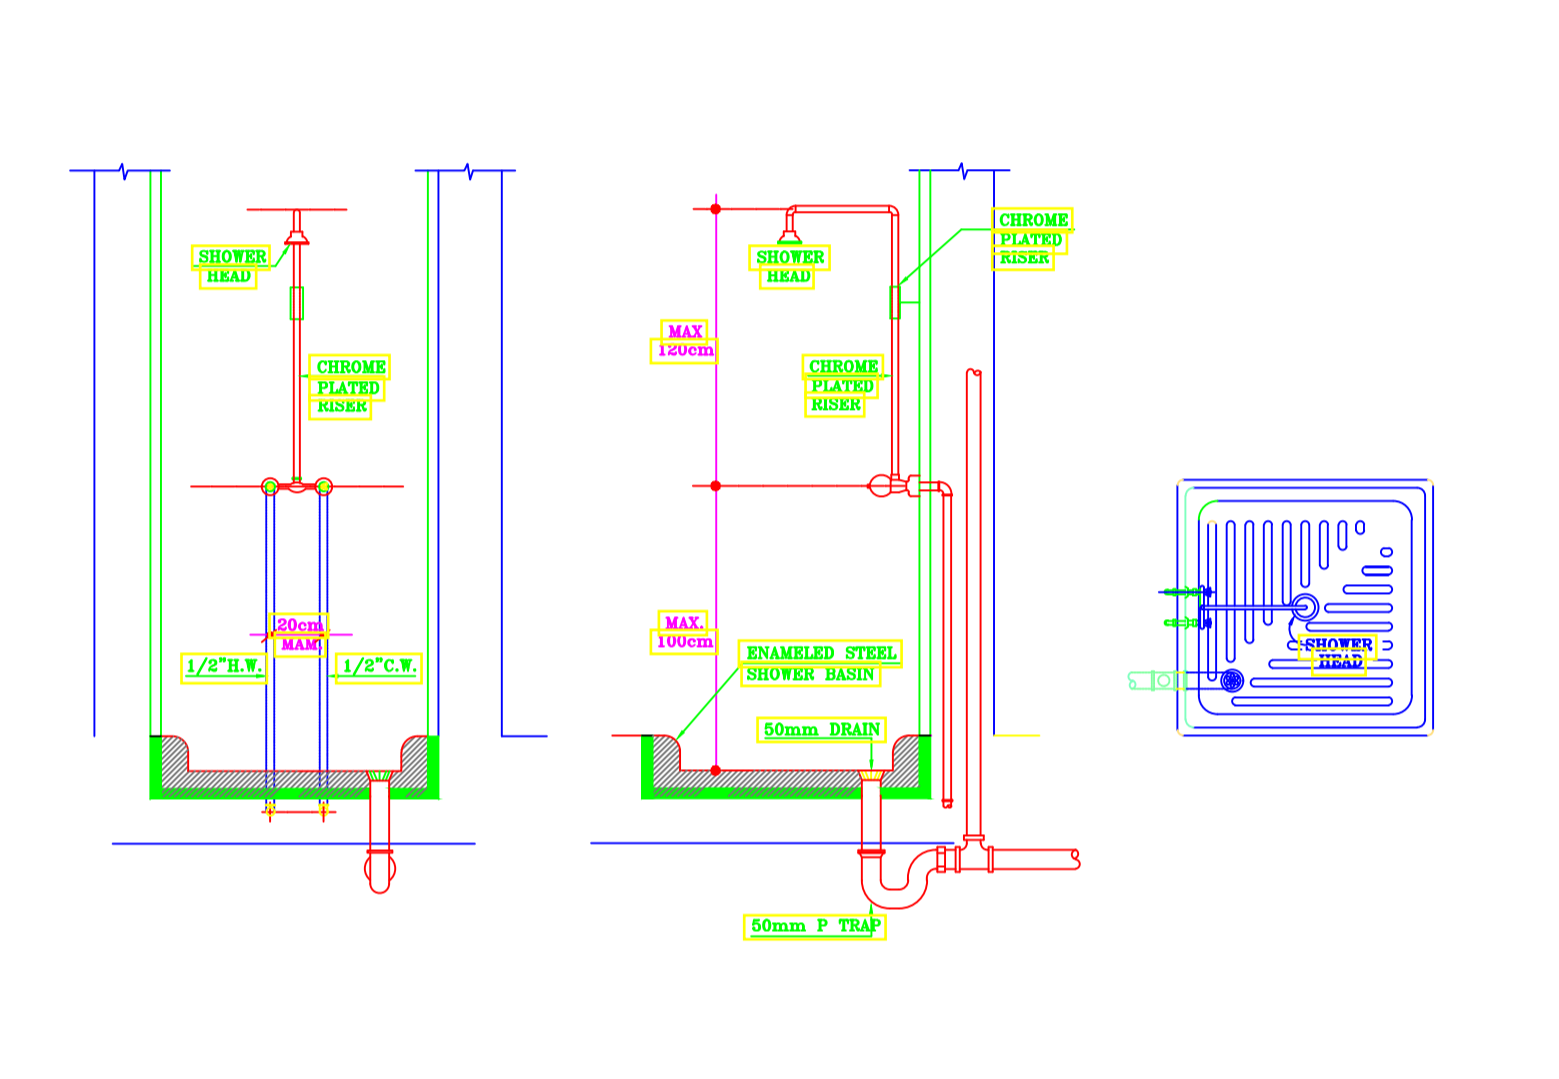 SHOWER
HEAD
CHROME
PLATED
RISER
20cm
MAM.
1/2"H.W.
1/2"C.W.
SHOWER
HEAD
CHROME
PLATED
RISER
MAX
120cm
CHROME
PLATED
RISER
MAX.
100cm
ENAMELED STEEL
SHOWER BASIN
50mm DRAIN
50mm P TRAP
SHOWER
HEAD